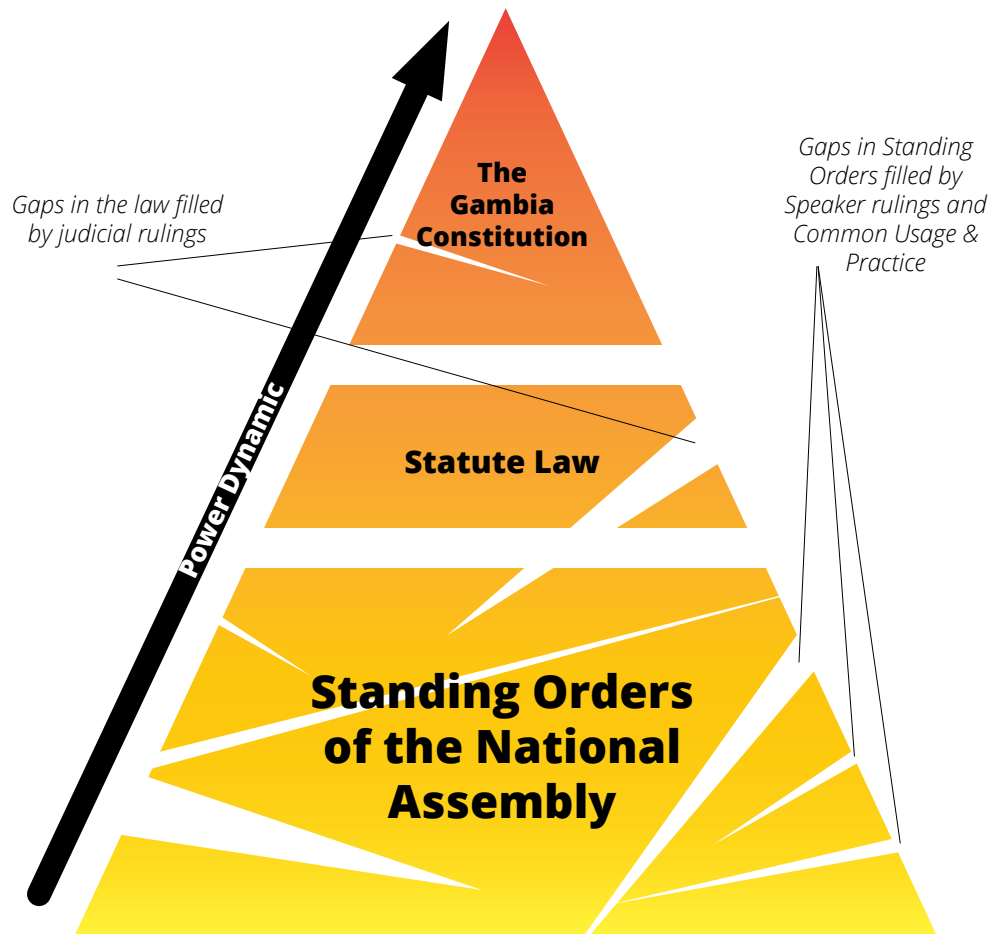 The
Gambia
Constitution
Gaps in the law filled
by judicial rulings
Gaps in Standing
Orders filled by
Speaker rulings and
Common Usage &
Practice
Power Dynamic
Statute Law
Standing Orders
of the National
Assembly